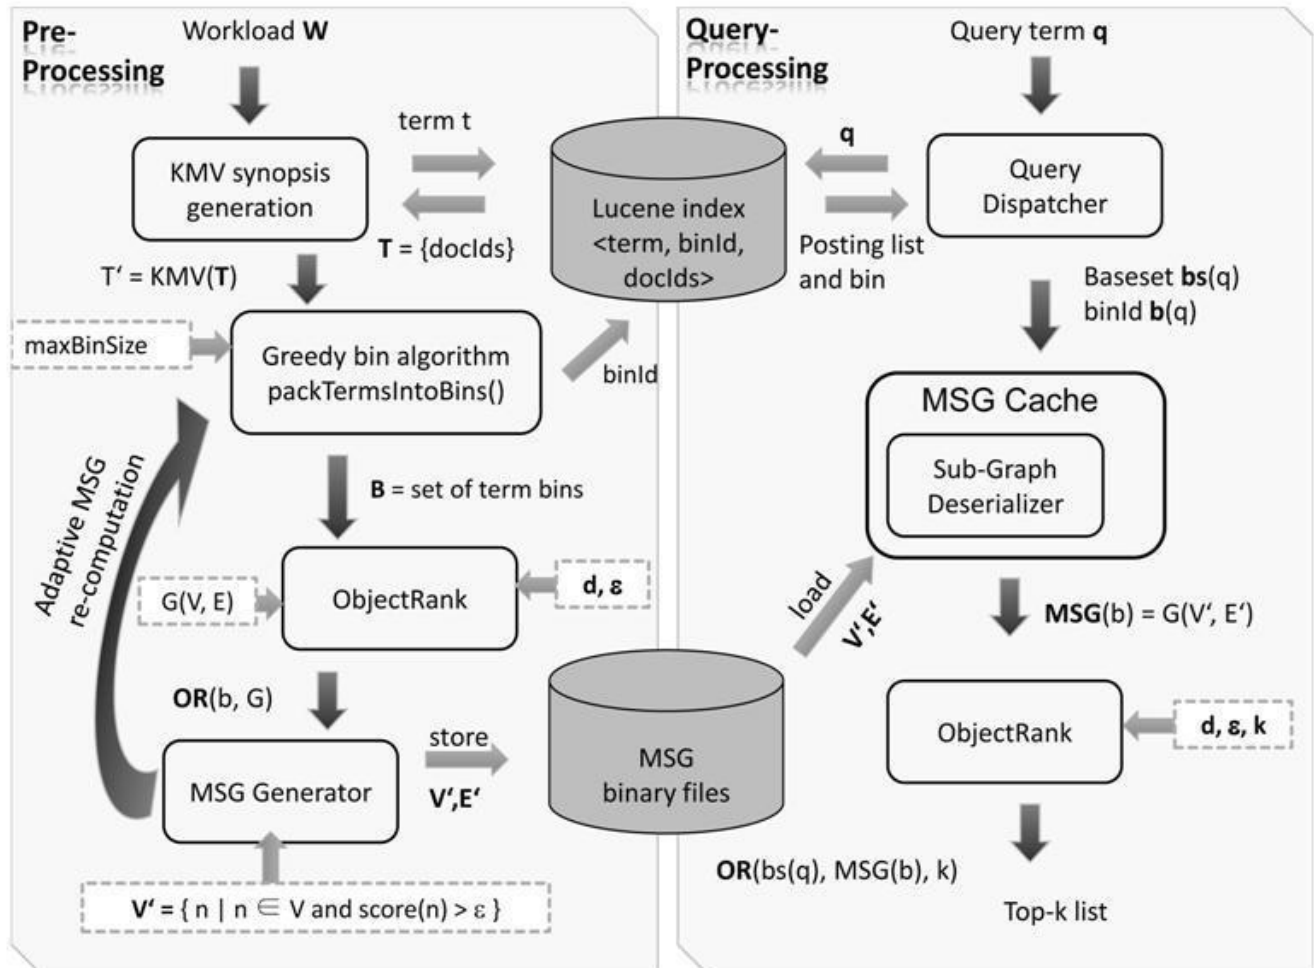 Pre-
Processing
Workload W
term t
KMV synopsis
generation
T = {docIds}
T‘ = KMV(T)
maxBinSize
Greedy bin algorithm
packTermsIntoBins()
binId
Adaptive MSG
re-computation
B = set of term bins
G(V, E)
ObjectRank
d, ε
OR(b, G)
MSG Generator
store
V‘,E‘
V‘ = { n | n ∈ V and score(n) > ε }
Lucene index
<term, binId,
docIds>
MSG
binary files
Query-
Processing
Query term q
q
Query
Dispatcher
Posting list
and bin
Baseset bs(q)
binId b(q)
MSG Cache
Sub-Graph
Deserializer
load
V‘,E‘
MSG(b) = G(V‘, E‘)
ObjectRank
d, ε, k
OR(bs(q), MSG(b), k)
Top-k list